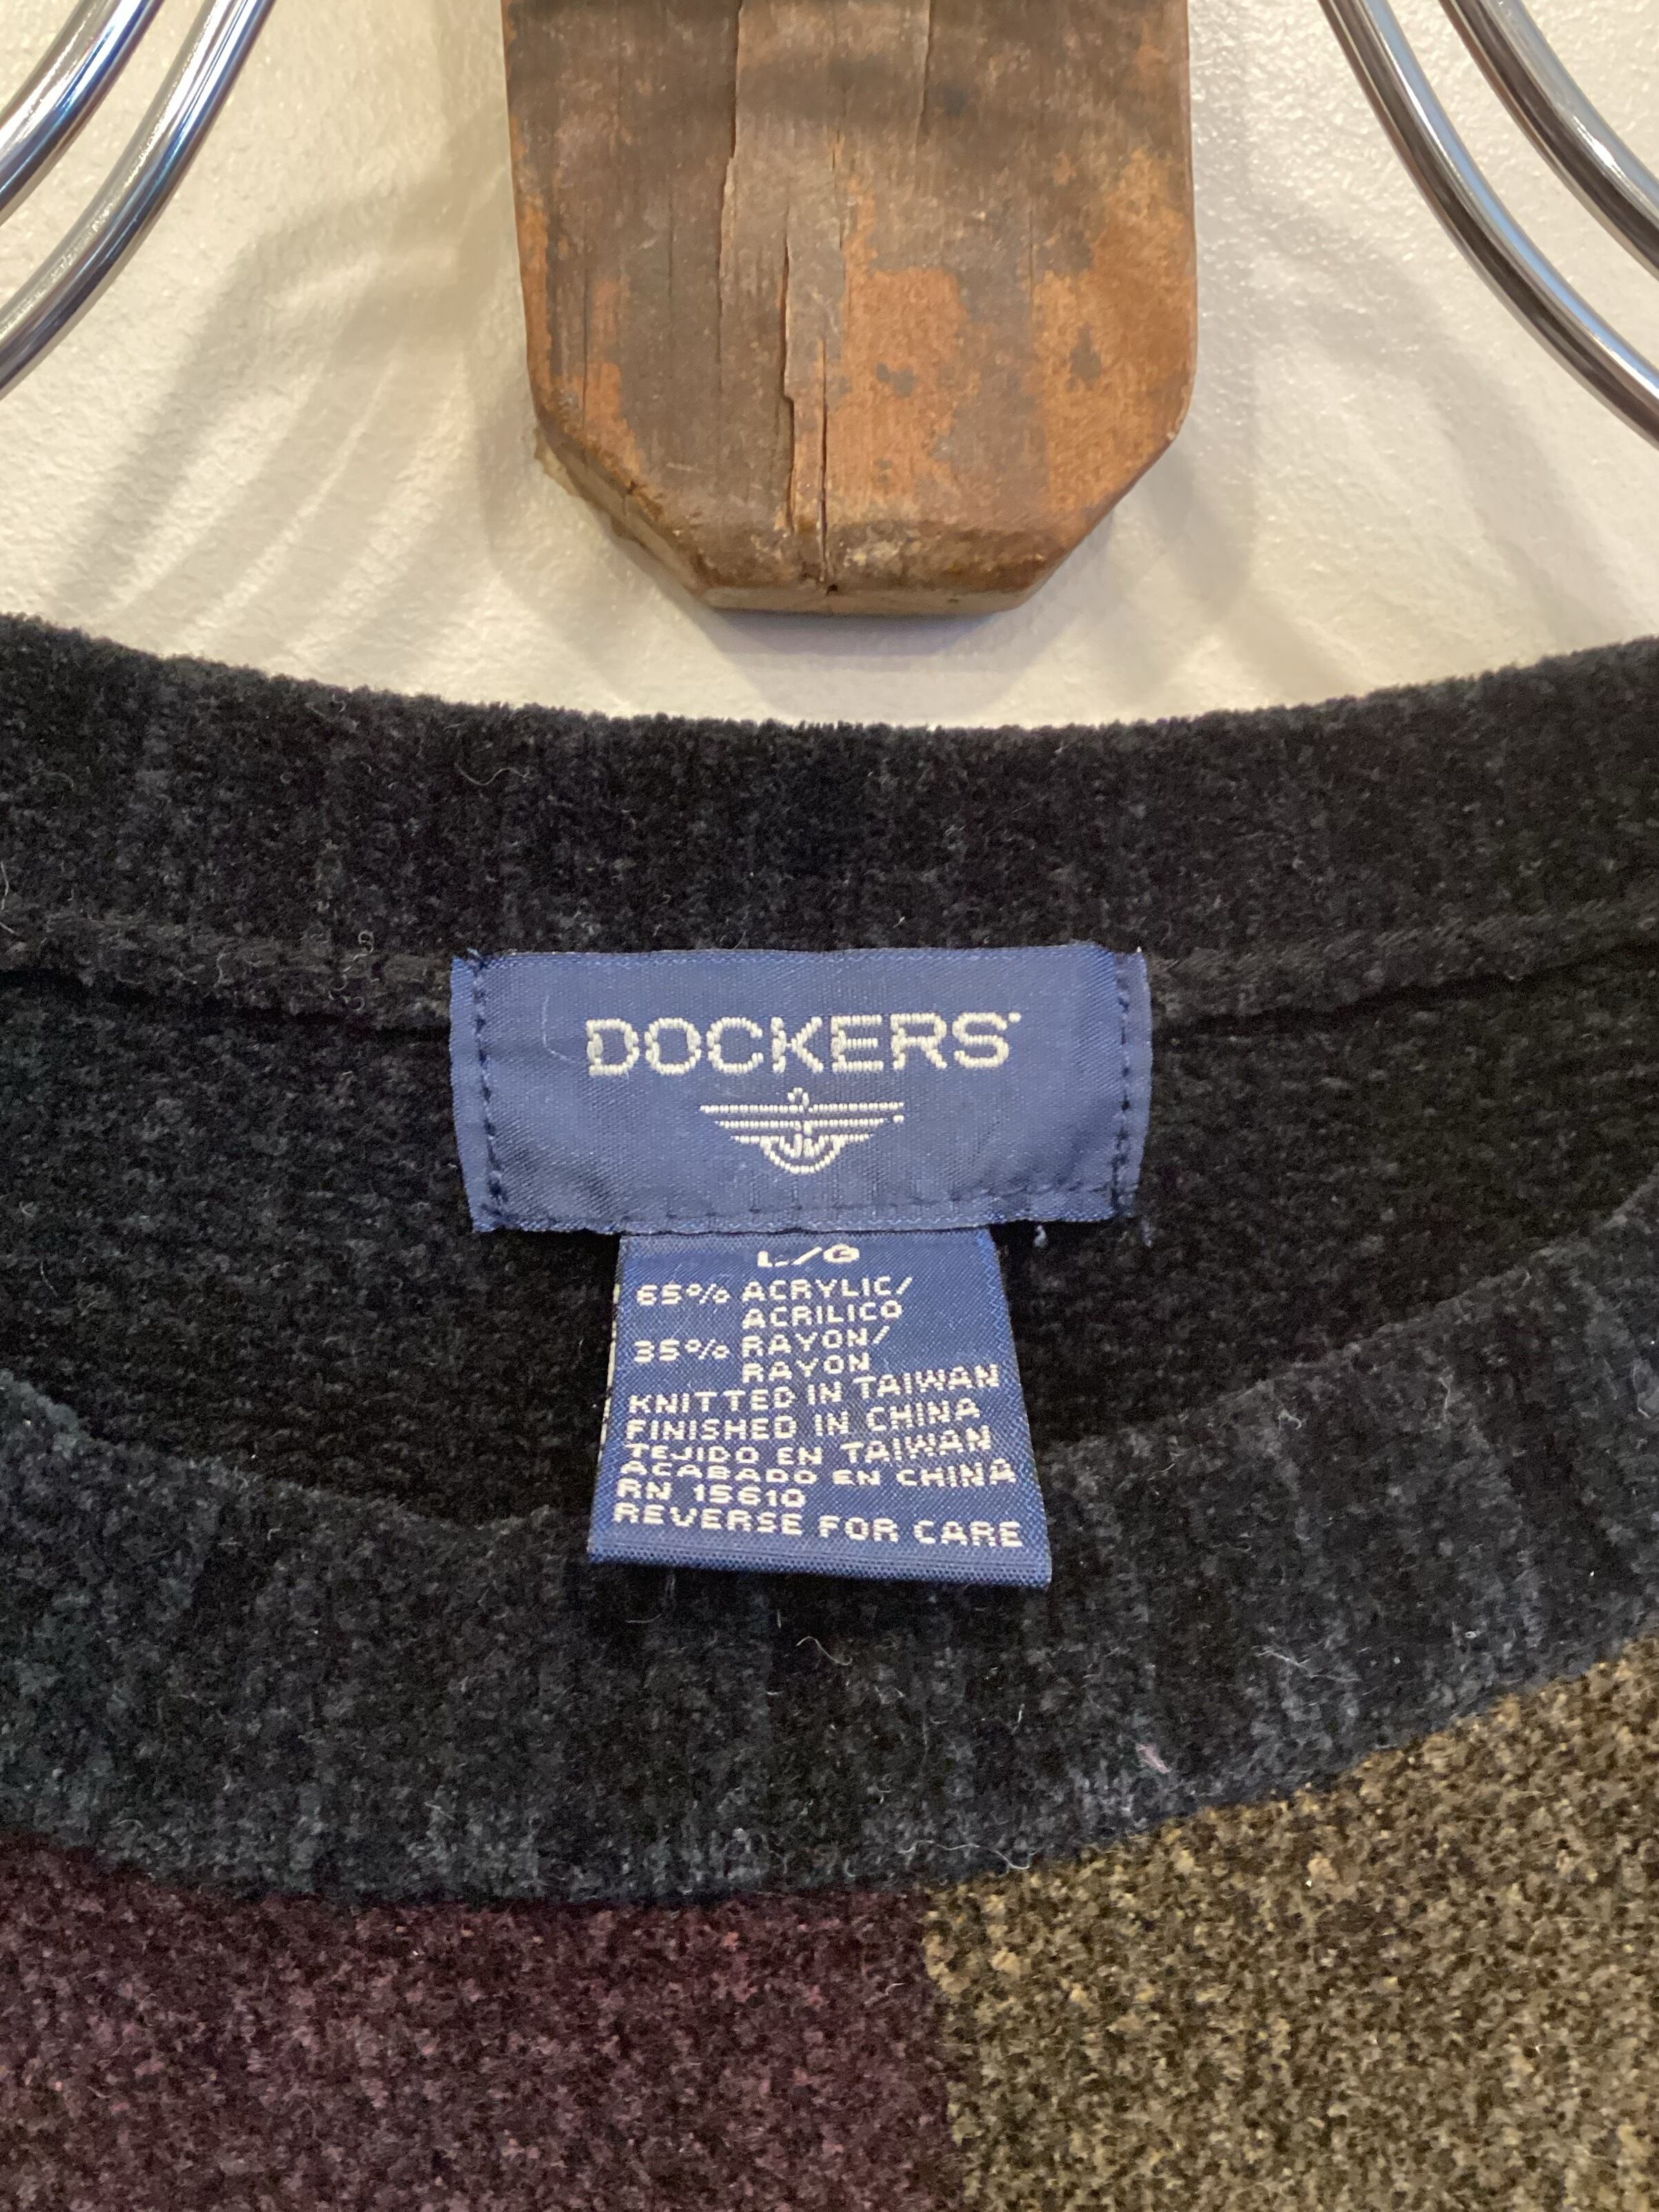 DOCKERS
L/G
65% ACRYLIC/
ACRILICO
35% RAYON/
RAYON
KNITTED IN TAIWAN
FINISHED IN CHINA
TEJIDO EN TAIWAN
ACABADO EN CHINA
RN 15610
REVERSE FOR CARE